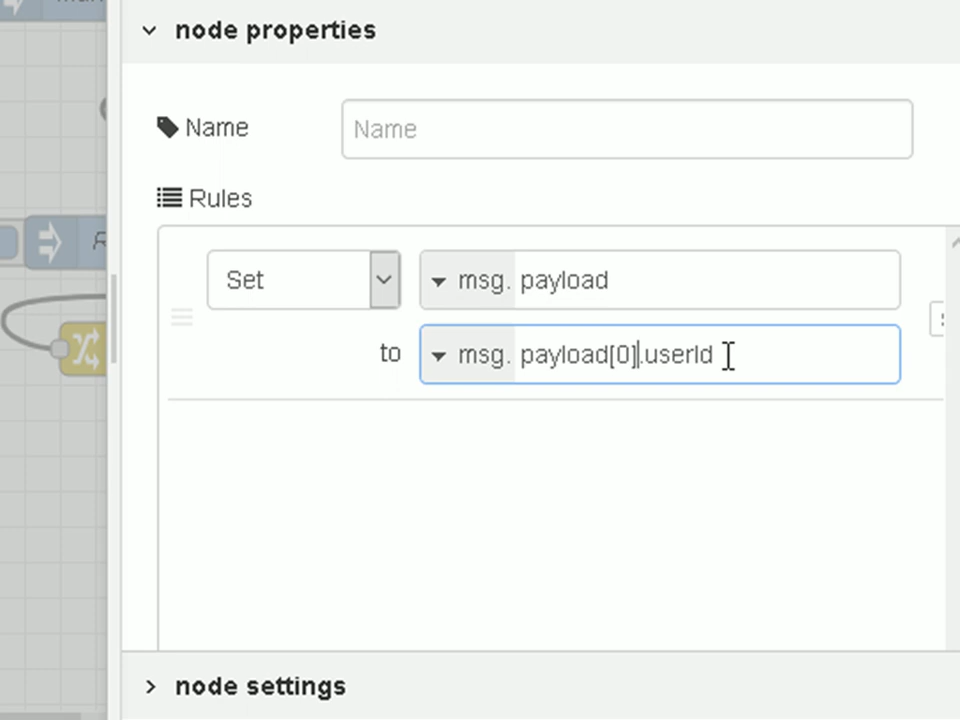 node properties
Name
Name
Rules
Set
msg. payload
to
msg. payload[0].userId
node settings